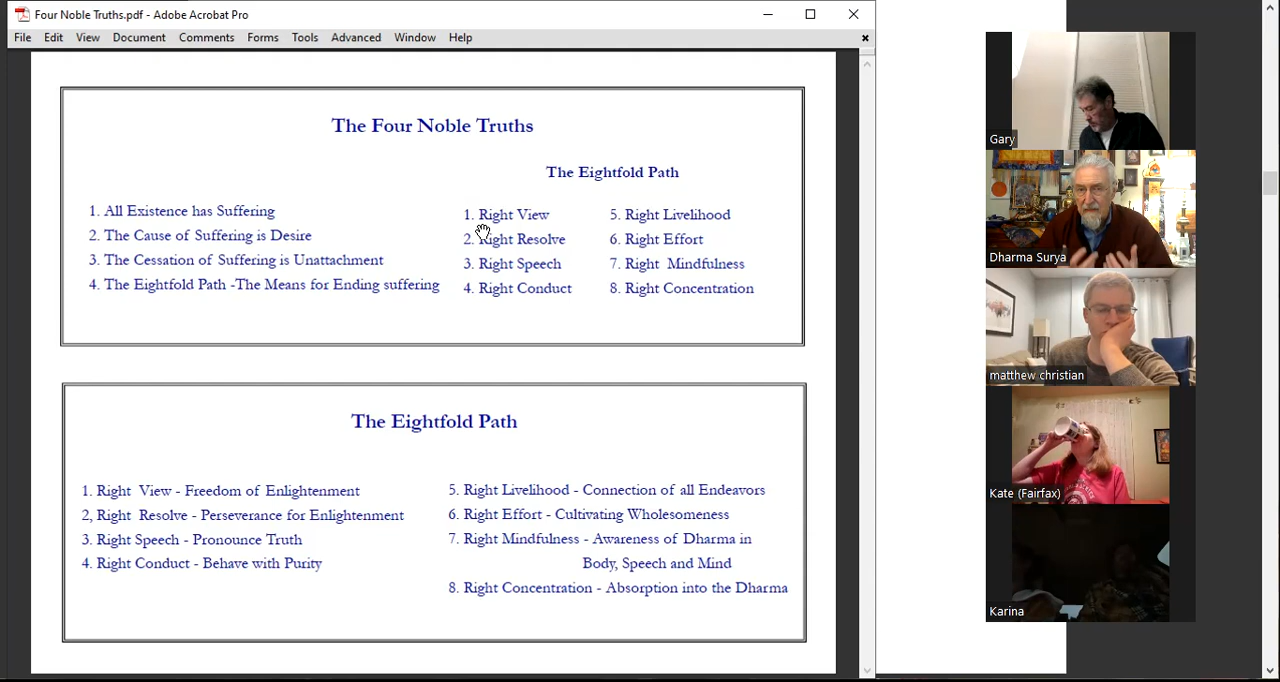 Four Noble Truths.pdf - Adobe Acrobat Pro
File Edit View Document Comments Forms Tools Advanced Window Help
The Four Noble Truths
The Eightfold Path
1. All Existence has Suffering
2. The Cause of Suffering is Desire
3. The Cessation of Suffering is Unattachment
4. The Eightfold Path -The Means for Ending suffering
1. Right View
2. Right Resolve
3. Right Speech
4. Right Conduct
5. Right Livelihood
6. Right Effort
7. Right Mindfulness
8. Right Concentration
The Eightfold Path
1. Right View - Freedom of Enlightenment
2, Right Resolve - Perseverance for Enlightenment
3. Right Speech - Pronounce Truth
4. Right Conduct - Behave with Purity
5. Right Livelihood - Connection of all Endeavors
6. Right Effort - Cultivating Wholesomeness
7. Right Mindfulness - Awareness of Dharma in
Body, Speech and Mind
8. Right Concentration - Absorption into the Dharma
Gary
Dharma Surya
matthew christian
Kate (Fairfax)
Karina